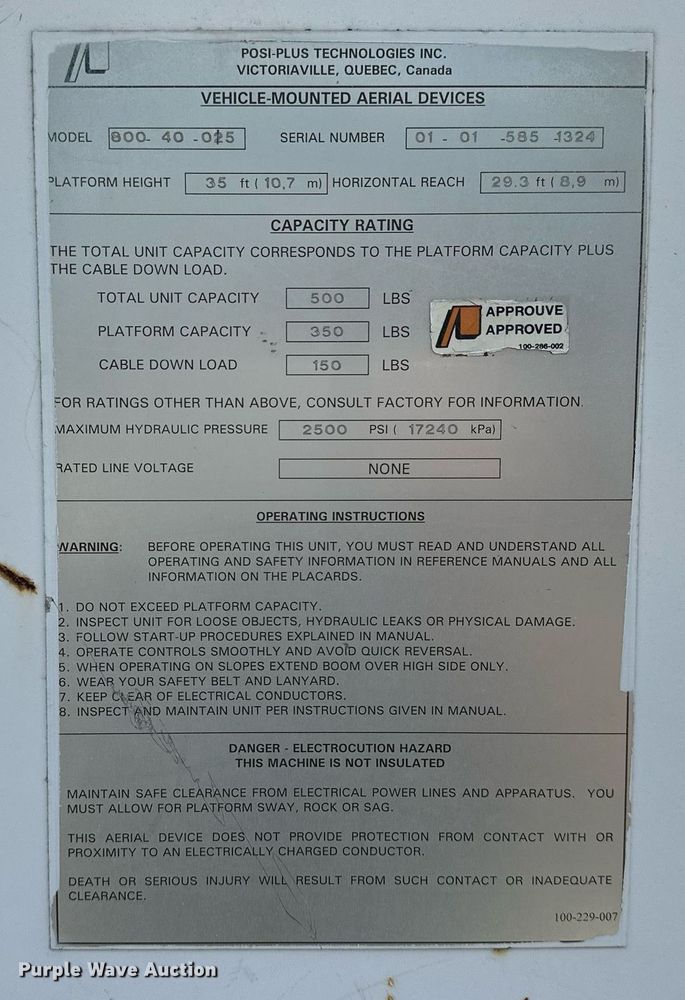 POSI-PLUS TECHNOLOGIES INC.
VICTORIAVILLE, QUEBEC, Canada
VEHICLE-MOUNTED AERIAL DEVICES
MODEL 800- 40 -025 SERIAL NUMBER 01 - 01 -585 -1324
PLATFORM HEIGHT 35 ft ( 10,7 m) HORIZONTAL REACH 29.3 ft ( 8,9 m)
CAPACITY RATING
THE TOTAL UNIT CAPACITY CORRESPONDS TO THE PLATFORM CAPACITY PLUS
THE CABLE DOWN LOAD.
TOTAL UNIT CAPACITY 500 LBS
PLATFORM CAPACITY 350 LBS
CABLE DOWN LOAD 150 LBS
APPROUVE
APPROVED
100-286-002
FOR RATINGS OTHER THAN ABOVE, CONSULT FACTORY FOR INFORMATION.
MAXIMUM HYDRAULIC PRESSURE 2500 PSI ( 17240 kPa)
RATED LINE VOLTAGE NONE
OPERATING INSTRUCTIONS
WARNING: BEFORE OPERATING THIS UNIT, YOU MUST READ AND UNDERSTAND ALL
OPERATING AND SAFETY INFORMATION IN REFERENCE MANUALS AND ALL
INFORMATION ON THE PLACARDS.
1. DO NOT EXCEED PLATFORM CAPACITY.
2. INSPECT UNIT FOR LOOSE OBJECTS, HYDRAULIC LEAKS OR PHYSICAL DAMAGE.
3. FOLLOW START-UP PROCEDURES EXPLAINED IN MANUAL.
4. OPERATE CONTROLS SMOOTHLY AND AVOID QUICK REVERSAL.
5. WHEN OPERATING ON SLOPES EXTEND BOOM OVER HIGH SIDE ONLY.
6. WEAR YOUR SAFETY BELT AND LANYARD.
7. KEEP CLEAR OF ELECTRICAL CONDUCTORS.
8. INSPECT AND MAINTAIN UNIT PER INSTRUCTIONS GIVEN IN MANUAL.
DANGER - ELECTROCUTION HAZARD
THIS MACHINE IS NOT INSULATED
MAINTAIN SAFE CLEARANCE FROM ELECTRICAL POWER LINES AND APPARATUS. YOU
MUST ALLOW FOR PLATFORM SWAY, ROCK OR SAG.
THIS AERIAL DEVICE DOES NOT PROVIDE PROTECTION FROM CONTACT WITH OR
PROXIMITY TO AN ELECTRICALLY CHARGED CONDUCTOR.
DEATH OR SERIOUS INJURY WILL RESULT FROM SUCH CONTACT OR INADEQUATE
CLEARANCE.
100-229-007
Purple Wave Auction